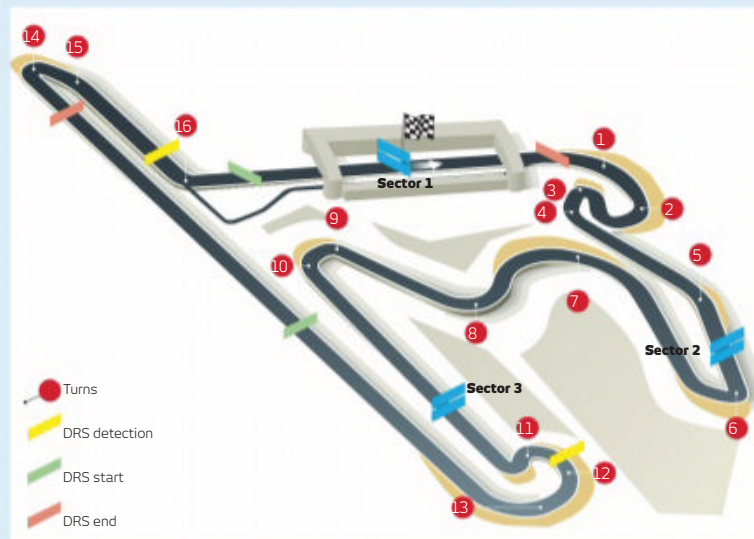 14
15
16
1
Sector 1
3
2
4
9
5
10
7
8
Sector 2
Sector 3
Turns
11
6
DRS detection
12
DRS start
13
DRS end